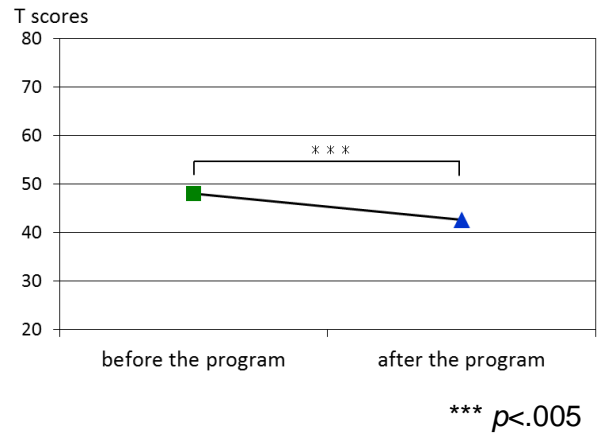 T scores
80
70
60
* * *
50
40
30
20
before the program after the program
*** p<.005